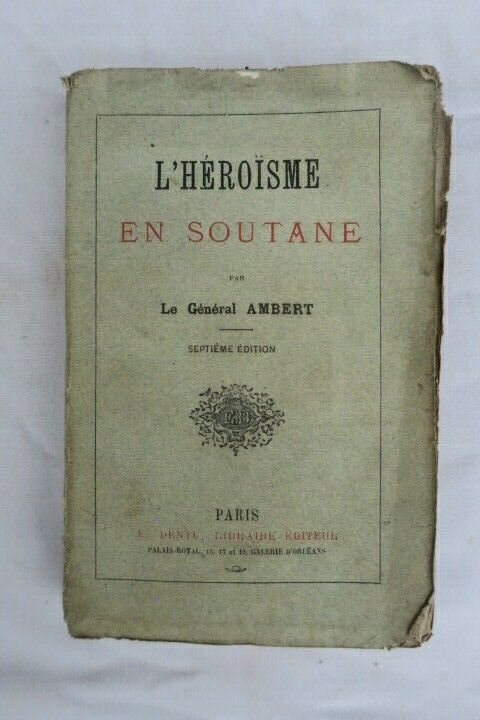 L'HÉROÏSME
EN SOUTANE
PAR
Le Général AMBERT
SEPTIÈME ÉDITION
PARIS
E. DENTU, LIBRAIRE-ÉDITEUR
PALAIS-ROYAL, 15, 17 et 19, GALERIE D'ORLÉANS